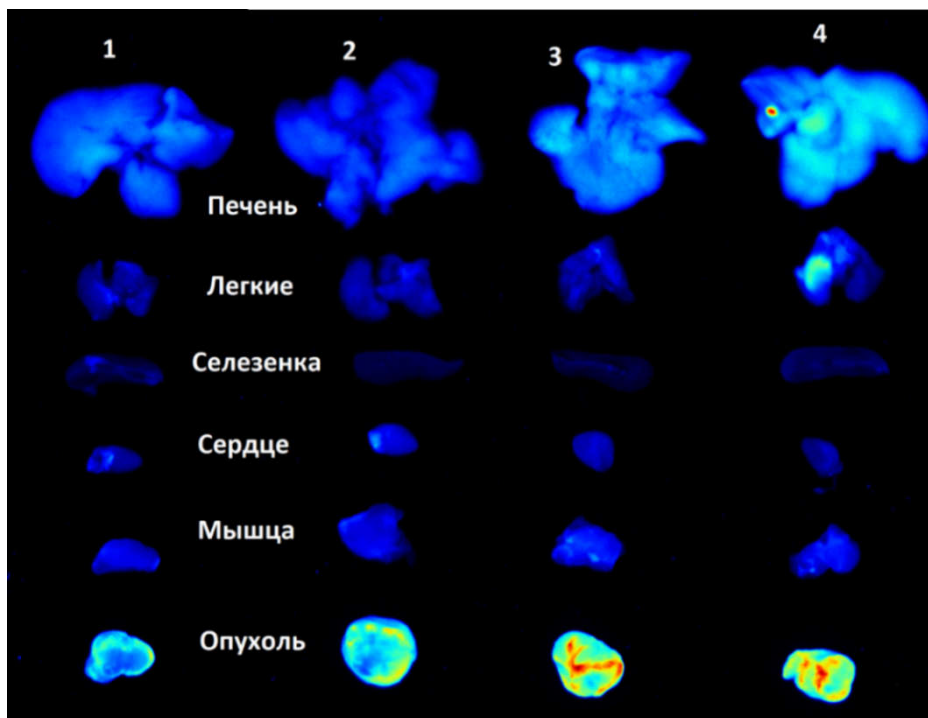 1
2
3
4
Печень
Легкие
Селезенка
Сердце
Мышца
Опухоль